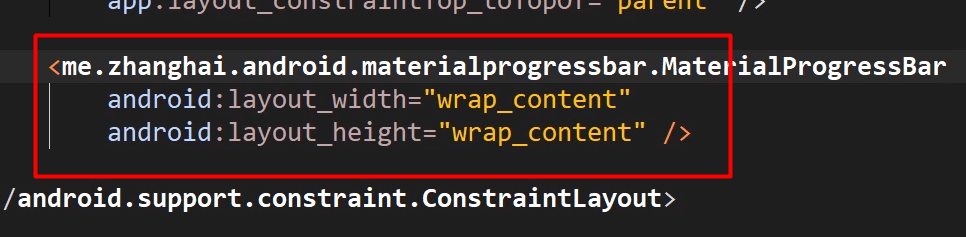 app:layout_constraintTop_toTopOf="parent" />
<me.zhanghai.android.materialprogressbar.MaterialProgressBar
android:layout_width="wrap_content"
android:layout_height="wrap_content" />
/android.support.constraint.ConstraintLayout>